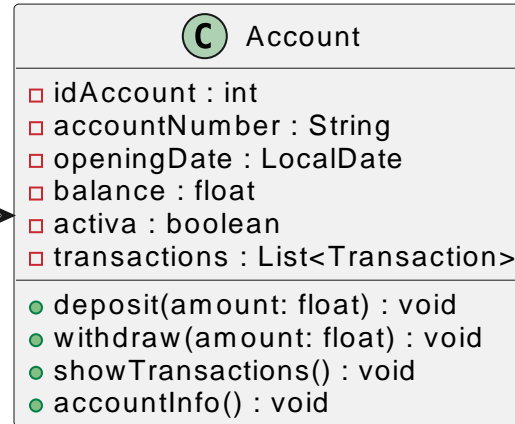 C Account
idAccount : int
accountNumber : String
openingDate : LocalDate
balance : float
activa : boolean
transactions : List<Transaction>
deposit(amount: float) : void
withdraw(amount: float) : void
showTransactions() : void
accountInfo() : void